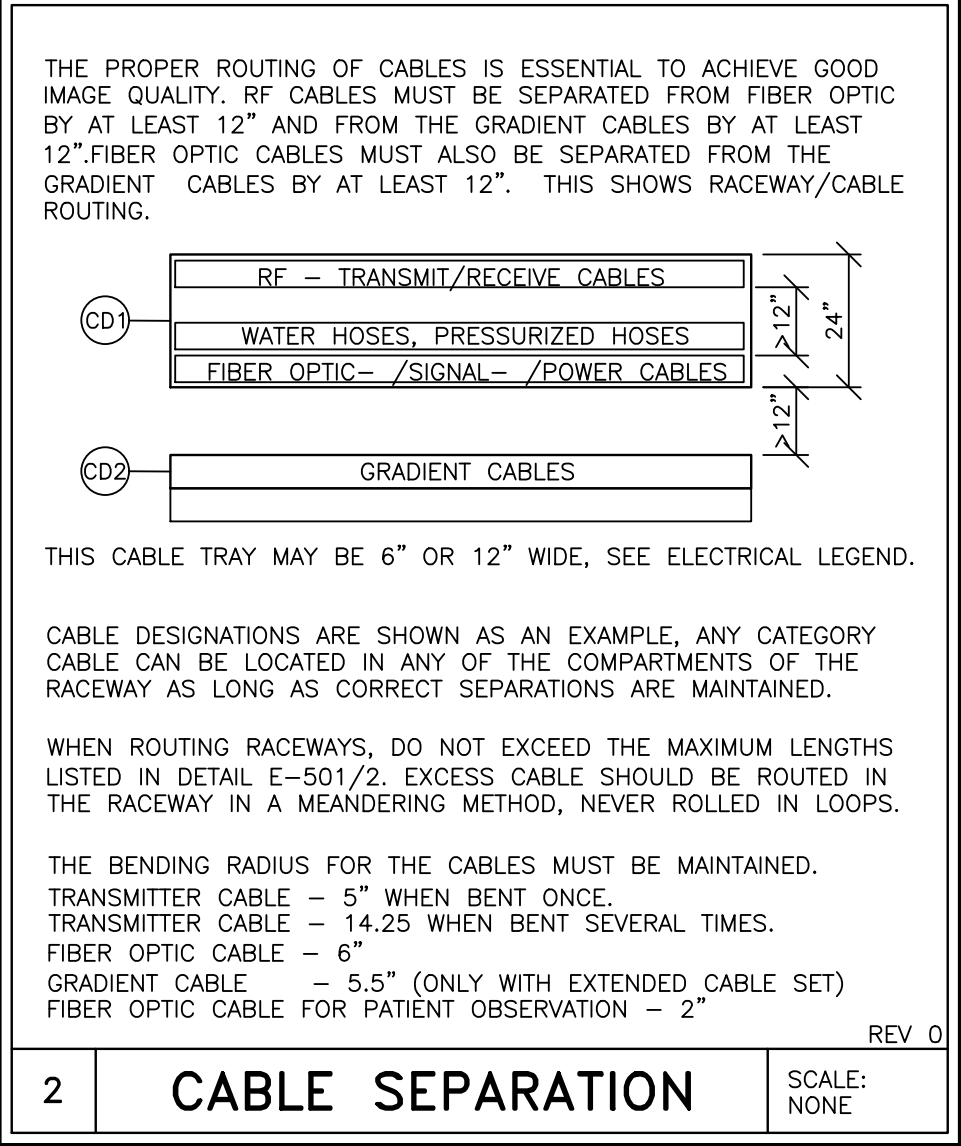 THE PROPER ROUTING OF CABLES IS ESSENTIAL TO ACHIEVE GOOD
IMAGE QUALITY. RF CABLES MUST BE SEPARATED FROM FIBER OPTIC
BY AT LEAST 12” AND FROM THE GRADIENT CABLES BY AT LEAST
12”.FIBER OPTIC CABLES MUST ALSO BE SEPARATED FROM THE
GRADIENT CABLES BY AT LEAST 12”. THIS SHOWS RACEWAY/CABLE
ROUTING.
RF – TRANSMIT/RECEIVE CABLES
CD1
WATER HOSES, PRESSURIZED HOSES
FIBER OPTIC– /SIGNAL– /POWER CABLES
>12”
24”
>12”
CD2
GRADIENT CABLES
THIS CABLE TRAY MAY BE 6” OR 12” WIDE, SEE ELECTRICAL LEGEND.
CABLE DESIGNATIONS ARE SHOWN AS AN EXAMPLE, ANY CATEGORY
CABLE CAN BE LOCATED IN ANY OF THE COMPARTMENTS OF THE
RACEWAY AS LONG AS CORRECT SEPARATIONS ARE MAINTAINED.
WHEN ROUTING RACEWAYS, DO NOT EXCEED THE MAXIMUM LENGTHS
LISTED IN DETAIL E–501/2. EXCESS CABLE SHOULD BE ROUTED IN
THE RACEWAY IN A MEANDERING METHOD, NEVER ROLLED IN LOOPS.
THE BENDING RADIUS FOR THE CABLES MUST BE MAINTAINED.
TRANSMITTER CABLE – 5” WHEN BENT ONCE.
TRANSMITTER CABLE – 14.25 WHEN BENT SEVERAL TIMES.
FIBER OPTIC CABLE – 6”
GRADIENT CABLE – 5.5” (ONLY WITH EXTENDED CABLE SET)
FIBER OPTIC CABLE FOR PATIENT OBSERVATION – 2”
REV 0
2
CABLE SEPARATION
SCALE:
NONE